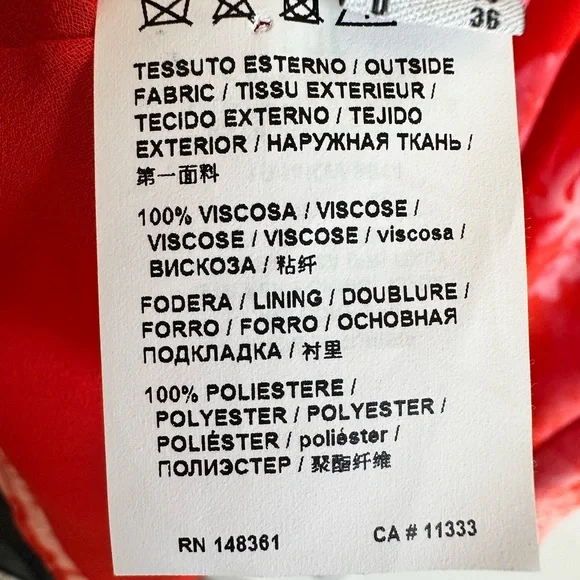 36
TESSUTO ESTERNO / OUTSIDE
FABRIC / TISSU EXTERIEUR /
TECIDO EXTERNO / TEJIDO
EXTERIOR / НАРУЖНАЯ ТКАНЬ /
第一面料
100% VISCOSA / VISCOSE /
VISCOSE / VISCOSE / viscosa /
ВИСКОЗА / 粘纤
FODERA / LINING / DOUBLURE /
FORRO / FORRO / ОСНОВНАЯ
ПОДКЛАДКА / 衬里
100% POLIESTERE /
POLYESTER / POLYESTER /
POLIÉSTER / poliéster /
ПОЛИЭСТЕР / 聚酯纤维
RN 148361 CA # 11333